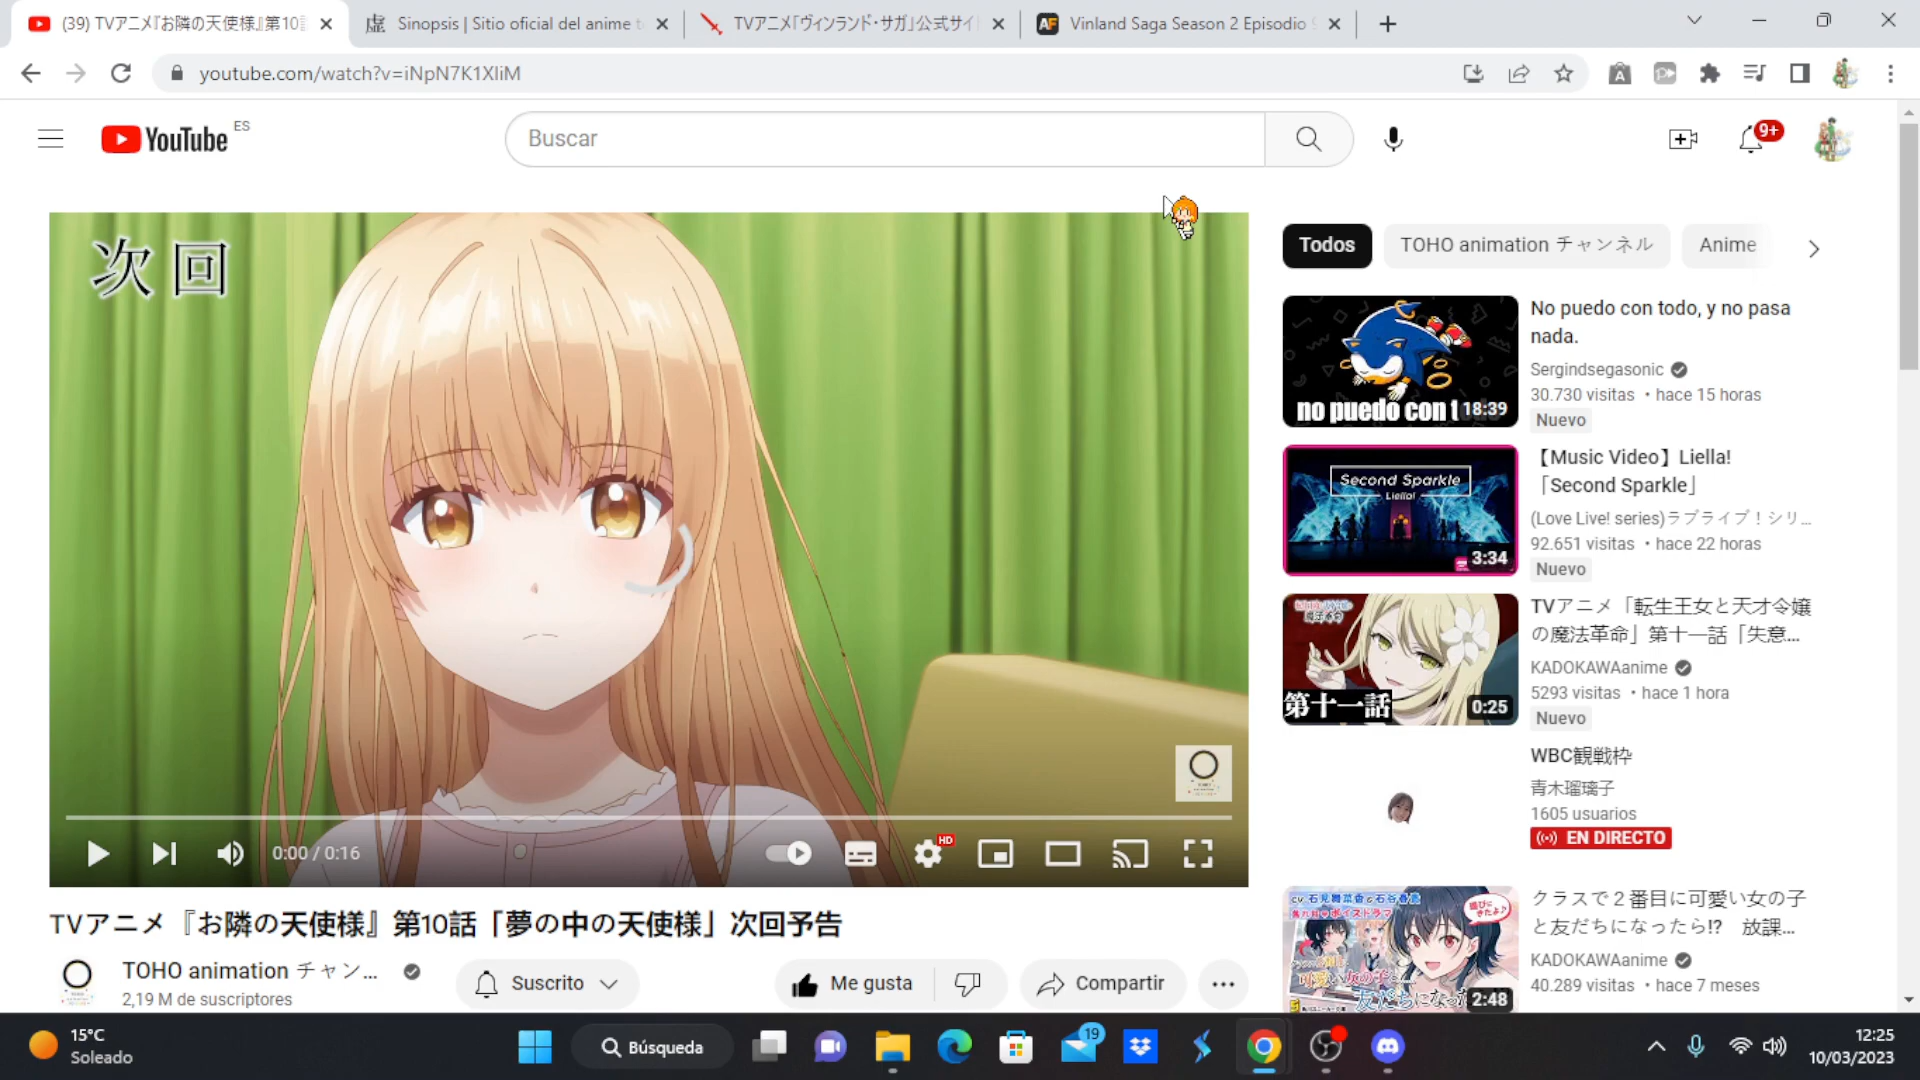 (39) TVアニメ『お隣の天使様』第10
Sinopsis | Sitio oficial del anime t
TVアニメ「ヴィンランド・サガ」公式サイ
AF
Vinland Saga Season 2 Episodio
youtube.com/watch?v=iNpN7K1XIiM
YouTube ES
Buscar
9+
次回
Todos
TOHO animation チャンネル
Anime
no puedo con t
18:39
No puedo con todo, y no pasa
nada.
Sergindsegasonic
30.730 visitas • hace 15 horas
Nuevo
Second Sparkle
Liella!
3:34
【Music Video】Liella!
「Second Sparkle」
(Love Live! series)ラブライブ！シリ...
92.651 visitas • hace 22 horas
Nuevo
第十一話
0:25
TVアニメ「転生王女と天才令嬢
の魔法革命」第十一話「失意...
KADOKAWAanime
5293 visitas • hace 1 hora
Nuevo
WBC観戦枠
青木瑠璃子
1605 usuarios
EN DIRECTO
2:48
クラスで２番目に可愛い女の子
と友だちになったら!? 放課...
KADOKAWAanime
40.289 visitas • hace 7 meses
0:00 / 0:16
HD
TVアニメ『お隣の天使様』第10話「夢の中の天使様」次回予告
TOHO animation チャン...
2,19 M de suscriptores
Suscrito
Me gusta
Compartir
15°C
Soleado
Búsqueda
19
12:25
10/03/2023